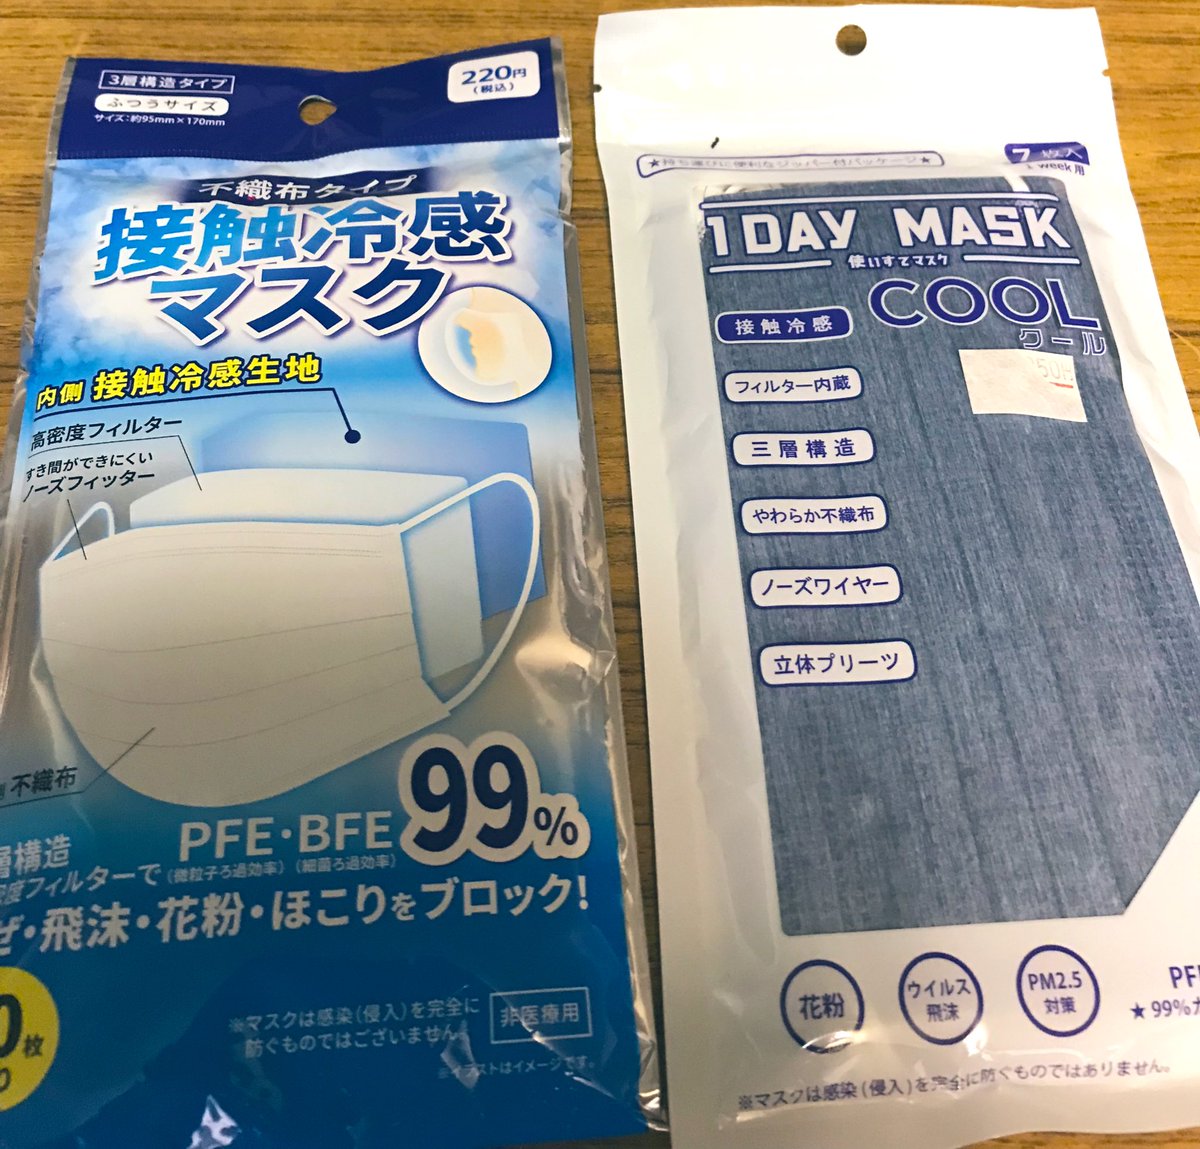 3層構造タイプ
ふつうサイズ
サイズ:約95mm×170mm
220円
(税込)
不織布タイプ
接触冷感
マスク
内側 接触冷感生地
高密度フィルター
すき間ができにくい
ノーズフィッター
不織布
層構造
度フィルターで
PFE・BFE 99%
(微粒子ろ過効率) (細菌ろ過効率)
ぜ・飛沫・花粉・ほこりをブロック!
0枚
※マスクは感染(侵入)を完全に
防ぐものではございません。
非医療用
※イラストはイメージです。
★持ち運びに便利なジッパー付パッケージ★
7枚入
week用
1DAY MASK
使いすてマスク
COOL
クール
接触冷感
フィルター内蔵
三層構造
やわらか不織布
ノーズワイヤー
立体プリーツ
花粉
ウイルス
飛沫
PM2.5
対策
★99%カ
※マスクは感染(侵入)を完全に防ぐものではありません。